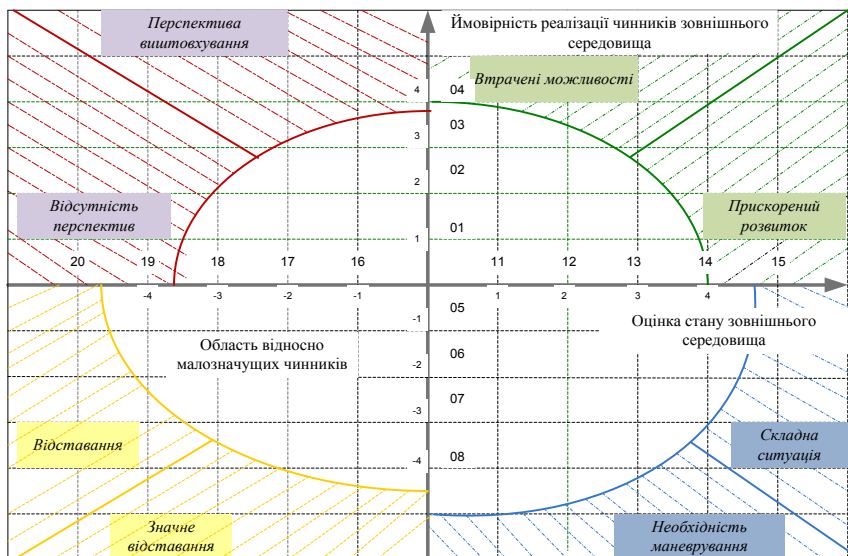 Перспектива
виштовхування
Ймовірність реалізації чинників зовнішнього
середовища
Втрачені можливості
4 04
3 03
02
2
Відсутність
перспектив
Прискорений
розвиток
1 01
20 19 18 17 16 11 12 13 14 15
-4 -3 -2 -1 1 2 3 4
05
-1
Оцінка стану зовнішнього
середовища
Область відносно
малозначущих чинників
06
-2
07
-3
Відставання
Складна
ситуація
-4 08
Значне
відставання
Необхідність
маневрування